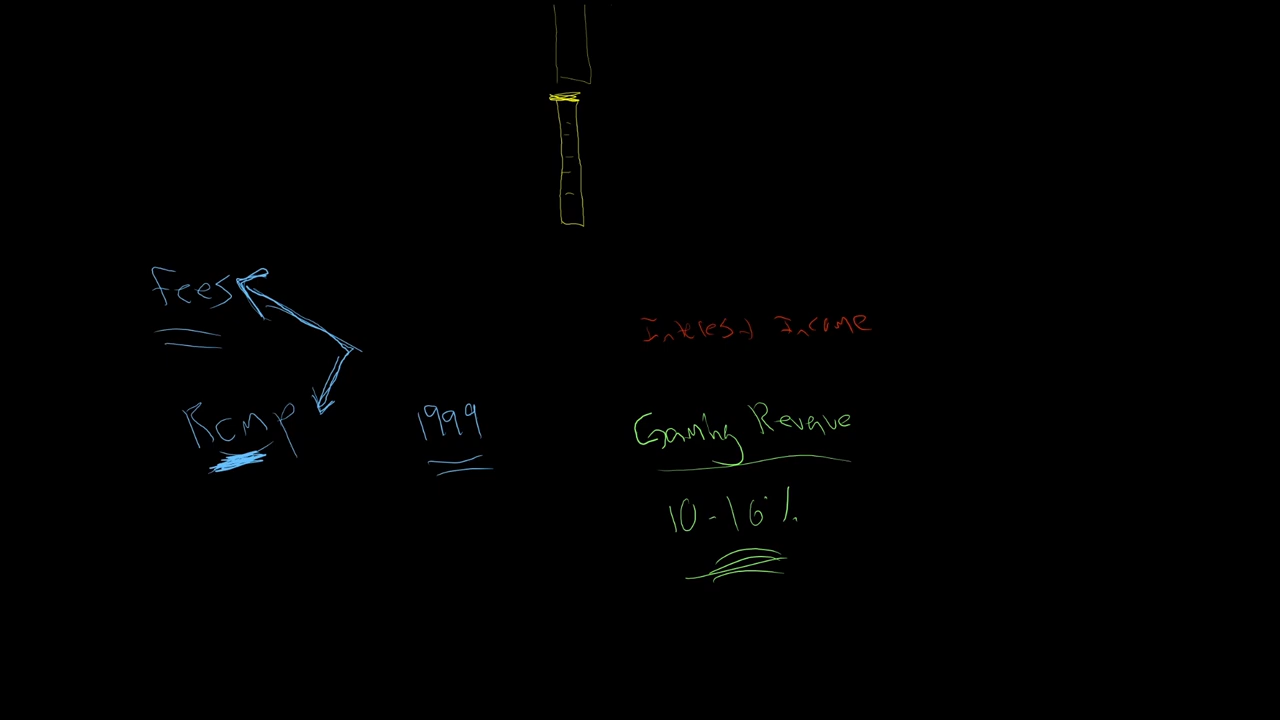 Fees
Interest Income
RCMP
1999
Gaming Revenue
10-16%